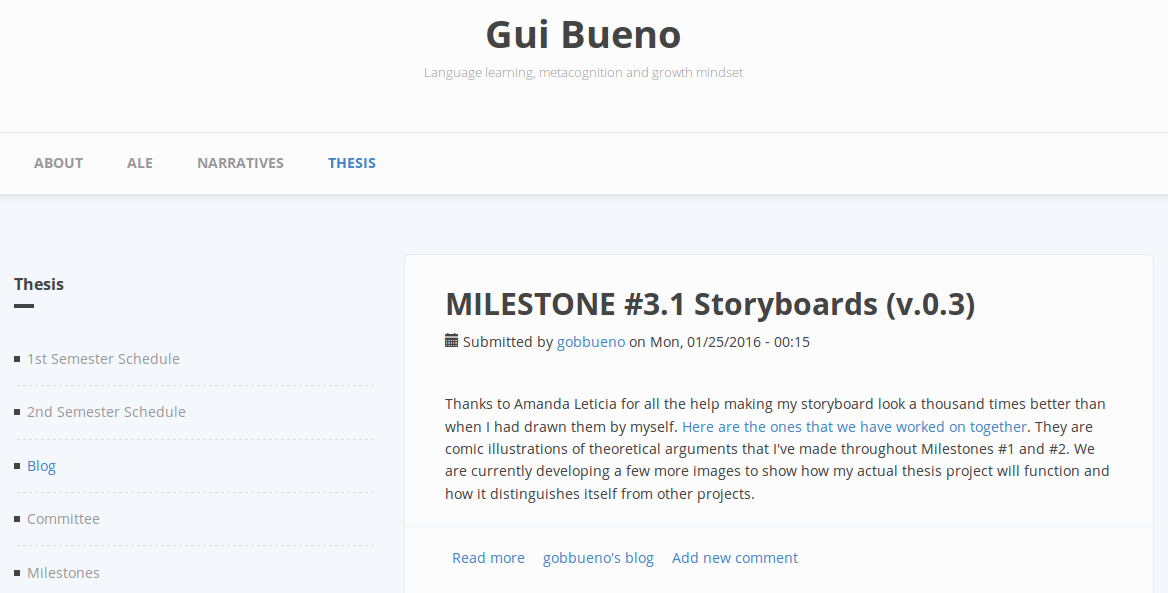 Gui Bueno
Language learning, metacognition and growth mindset
ABOUT ALE NARRATIVES THESIS
Thesis
1st Semester Schedule
2nd Semester Schedule
Blog
Committee
Milestones
MILESTONE #3.1 Storyboards (v.0.3)
Submitted by gobbueno on Mon, 01/25/2016 - 00:15
Thanks to Amanda Leticia for all the help making my storyboard look a thousand times better than
when I had drawn them by myself. Here are the ones that we have worked on together. They are
comic illustrations of theoretical arguments that I've made throughout Milestones #1 and #2. We
are currently developing a few more images to show how my actual thesis project will function and
how it distinguishes itself from other projects.
Read more gobbueno's blog Add new comment